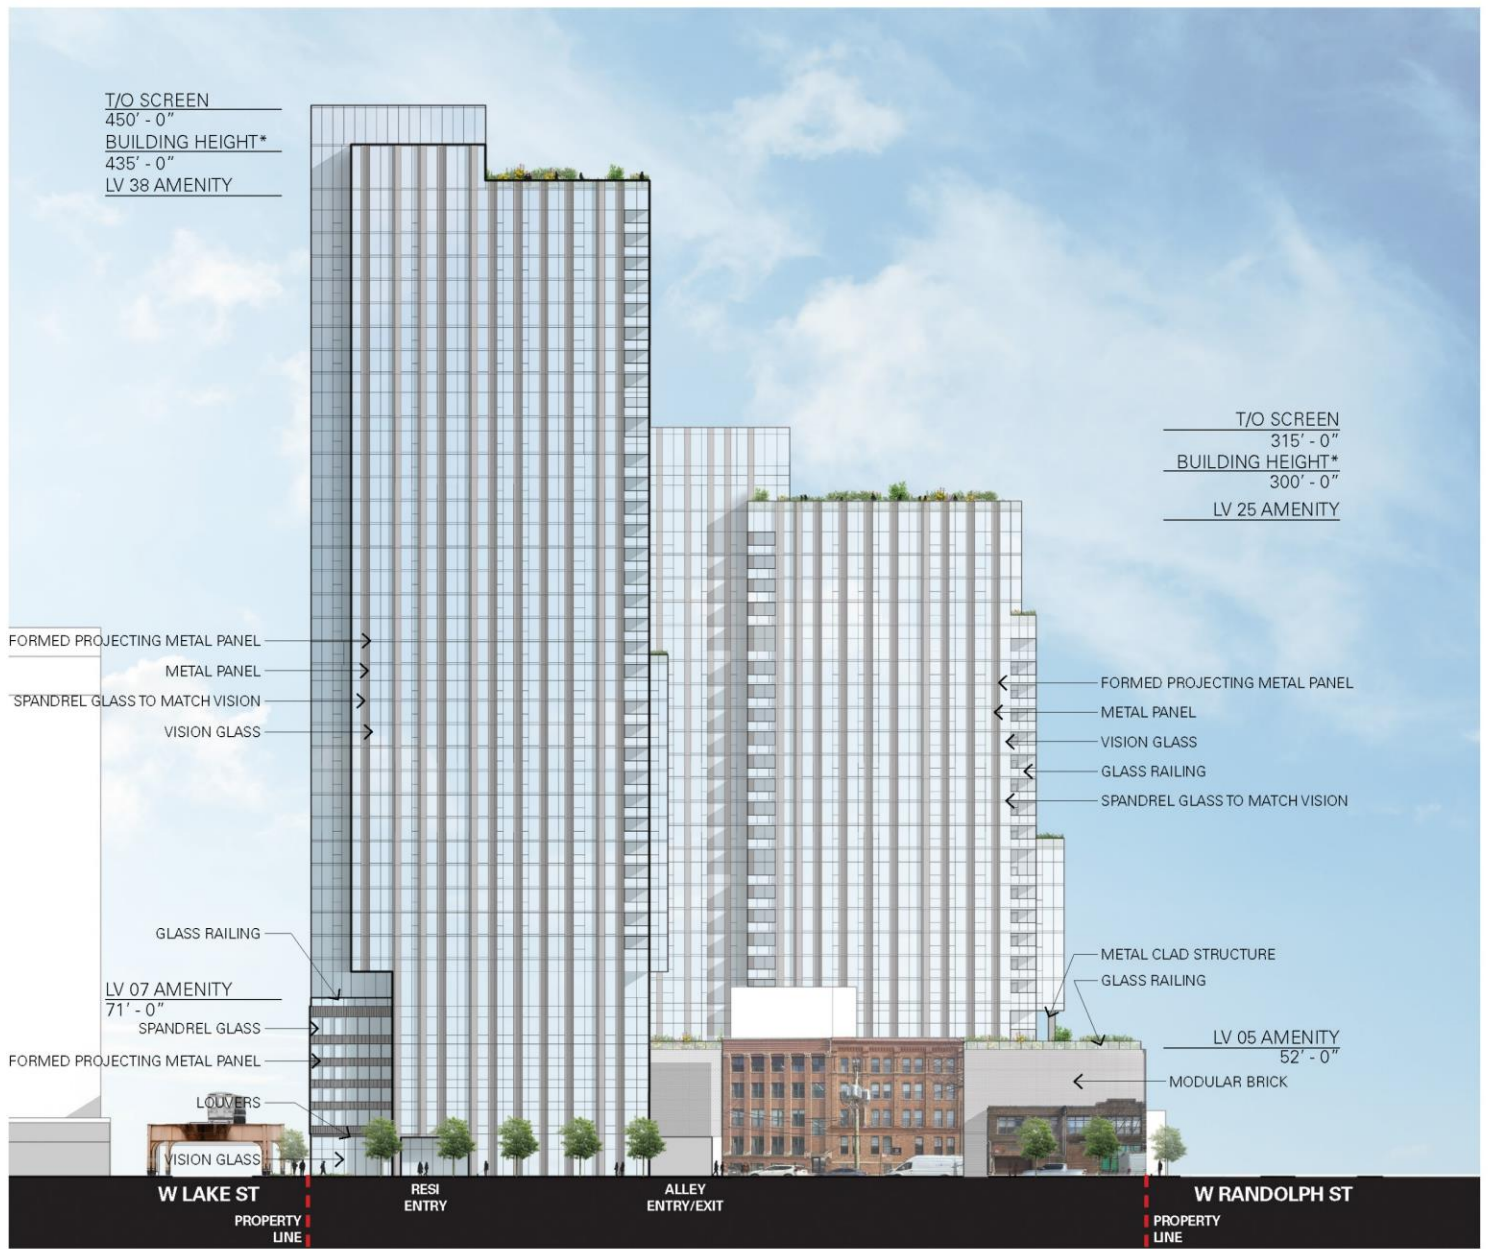 T/O SCREEN
450' - 0"
BUILDING HEIGHT*
435' - 0"
LV 38 AMENITY
T/O SCREEN
315' - 0"
BUILDING HEIGHT*
300' - 0"
LV 25 AMENITY
FORMED PROJECTING METAL PANEL
METAL PANEL
SPANDREL GLASS TO MATCH VISION
VISION GLASS
FORMED PROJECTING METAL PANEL
METAL PANEL
VISION GLASS
GLASS RAILING
SPANDREL GLASS TO MATCH VISION
GLASS RAILING
LV 07 AMENITY
71' - 0"
SPANDREL GLASS
FORMED PROJECTING METAL PANEL
LOUVERS
VISION GLASS
METAL CLAD STRUCTURE
GLASS RAILING
LV 05 AMENITY
52' - 0"
MODULAR BRICK
W LAKE ST
PROPERTY
LINE
RESI
ENTRY
ALLEY
ENTRY/EXIT
W RANDOLPH ST
PROPERTY
LINE